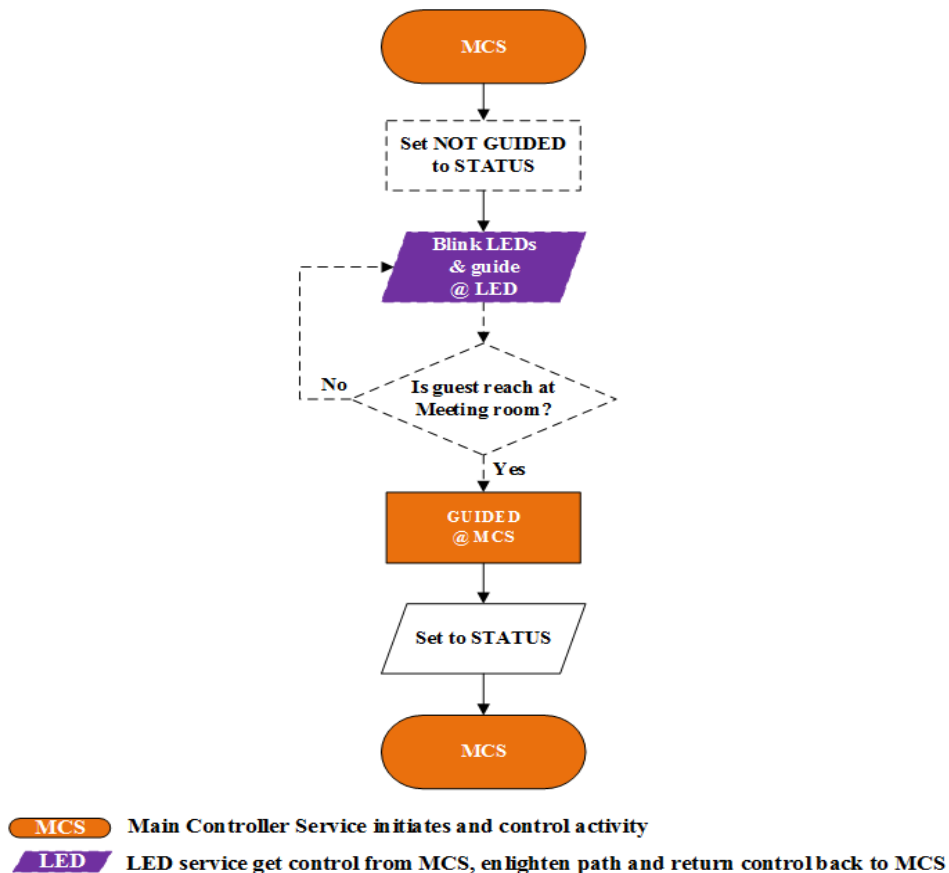 MCS
Set NOT GUIDED
to STATUS
Blink LEDs
& guide
@ LED
No
Is guest reach at
Meeting room?
Yes
GUIDED
@ MCS
Set to STATUS
MCS
MCS Main Controller Service initiates and control activity
LED LED service get control from MCS, enlighten path and return control back to MCS